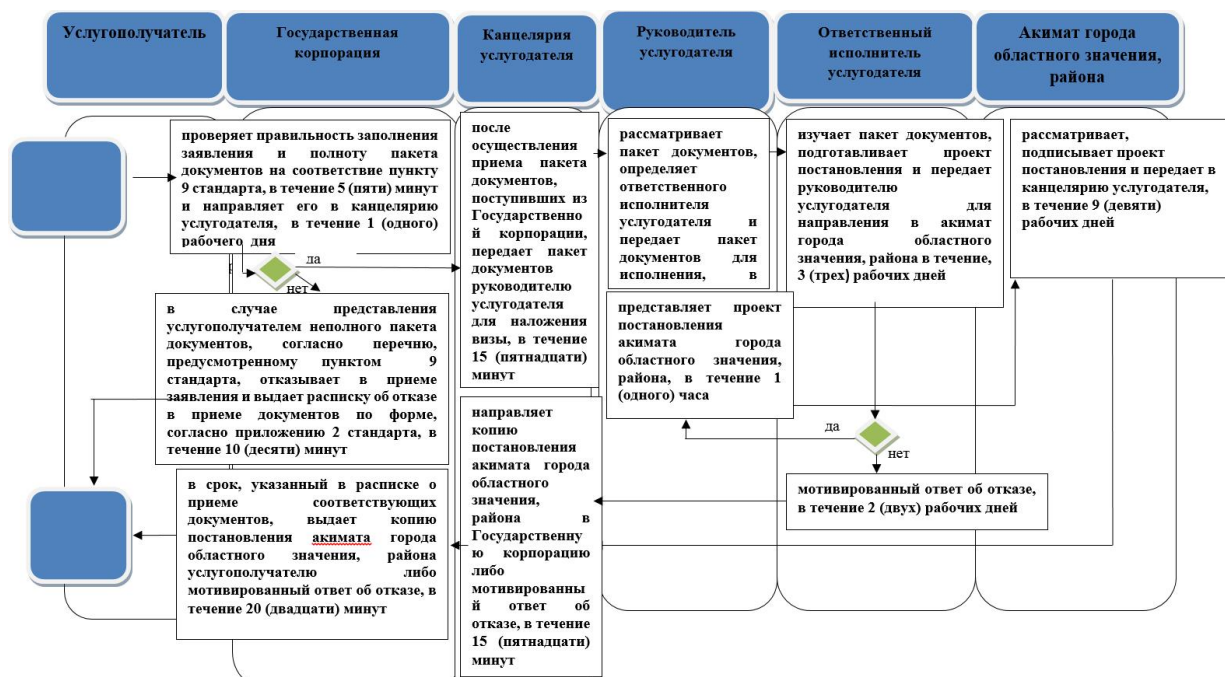 Услугополучатель
Государственная
корпорация
Канцелярия
услугодателя
Руководитель
услугодателя
Ответственный
исполнитель
услугодателя
Акимат города
областного значения,
района
проверяет правильность заполнения
заявления и полноту пакета
документов на соответствие пункту
9 стандарта, в течение 5 (пяти) минут
и направляет его в канцелярию
услугодателя, в течение 1 (одного)
рабочего дня
да
нет
в случае представления
услугополучателем неполного пакета
документов, согласно перечню,
предусмотренному пунктом 9
стандарта, отказывает в приеме
заявления и выдает расписку об отказе
в приеме документов по форме,
согласно приложению 2 стандарта, в
течение 10 (десяти) минут
в срок, указанный в расписке о
приеме соответствующих
документов, выдает копию
постановления акимата города
областного значения, района
услугополучателю либо
мотивированный ответ об отказе, в
течение 20 (двадцати) минут
после
осуществления
приема пакета
документов,
поступивших из
Государственно
й корпорации,
передает пакет
документов
руководителю
услугодателя
для наложения
визы, в течение
15 (пятнадцати)
минут
направляет
копию
постановления
акимата города
областного
значения,
района в
Государственну
ю корпорацию
либо
мотивированны
й ответ об
отказе, в течение
15 (пятнадцати)
минут
рассматривает
пакет документов,
определяет
ответственного
исполнителя
услугодателя и
передает пакет
документов для
исполнения, в
представляет проект
постановления
акимата города
областного значения,
района, в течение 1
(одного) часа
изучает пакет документов,
подготавливает проект
постановления и передает
руководителю
услугодателя для
направления в акимат
города областного
значения, района в течение,
3 (трех) рабочих дней
да
нет
мотивированный ответ об отказе,
в течение 2 (двух) рабочих дней
рассматривает,
подписывает проект
постановления и передает в
канцелярию услугодателя,
в течение 9 (девяти)
рабочих дней